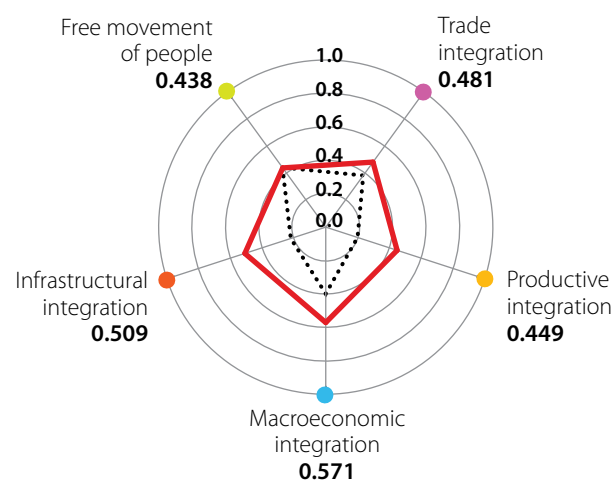 Free movement
of people
0.438
Trade
integration
0.481
1.0
0.8
0.6
0.4
0.2
0.0
Infrastructural
integration
0.509
Productive
integration
0.449
Macroeconomic
integration
0.571